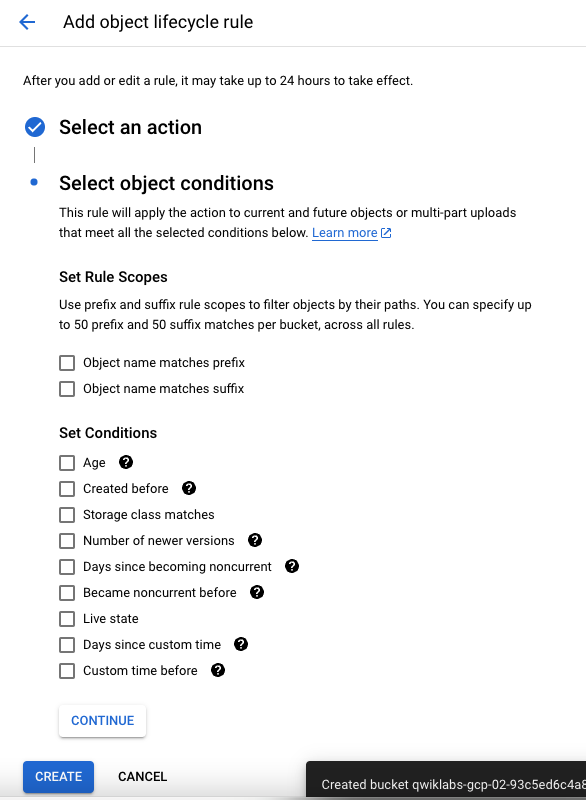 Add object lifecycle rule
After you add or edit a rule, it may take up to 24 hours to take effect.
Select an action
Select object conditions
This rule will apply the action to current and future objects or multi-part uploads
that meet all the selected conditions below. Learn more
Set Rule Scopes
Use prefix and suffix rule scopes to filter objects by their paths. You can specify up
to 50 prefix and 50 suffix matches per bucket, across all rules.
Object name matches prefix
Object name matches suffix
Set Conditions
Age ?
Created before ?
Storage class matches
Number of newer versions ?
Days since becoming noncurrent ?
Became noncurrent before ?
Live state
Days since custom time ?
Custom time before ?
CONTINUE
CREATE CANCEL
Created bucket qwiklabs-gcp-02-93c5ed6c4a8